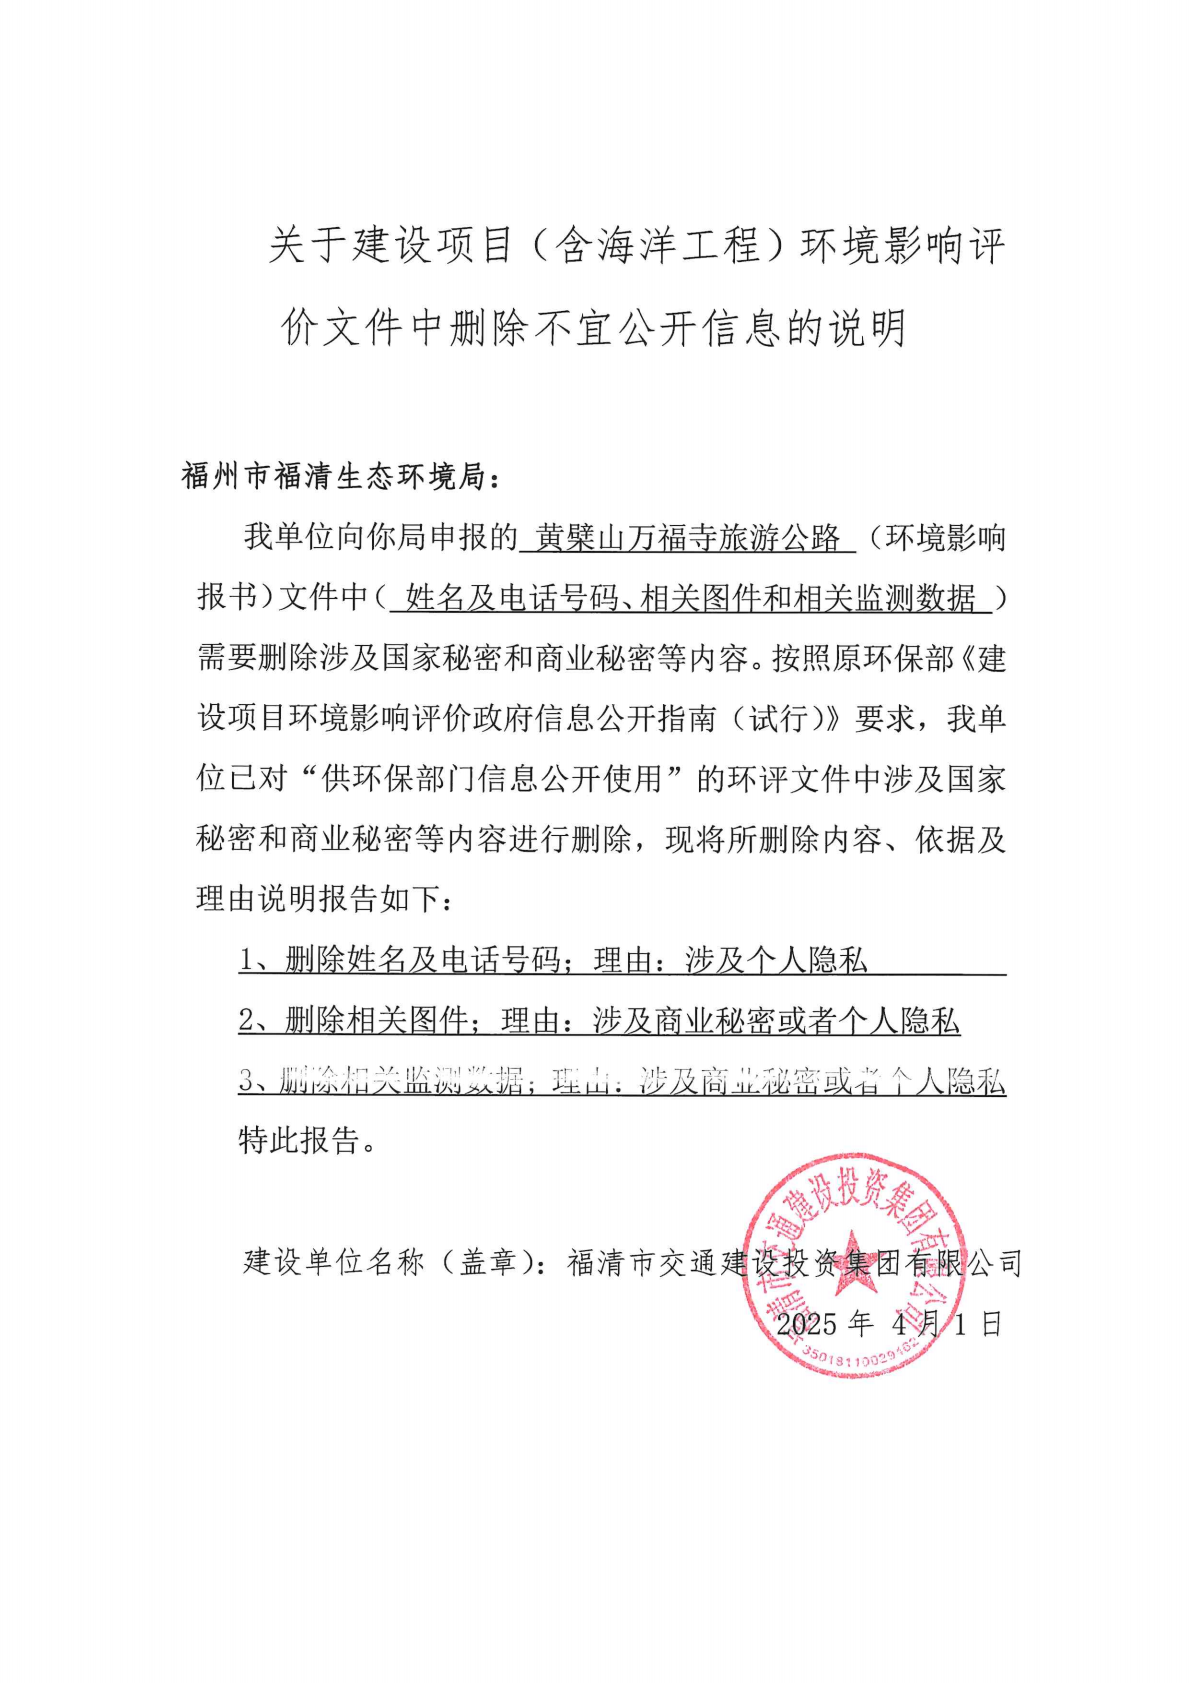 关于建设项目（含海洋工程）环境影响评
价文件中删除不宜公开信息的说明
福州市福清生态环境局：
我单位向你局申报的 黄檗山万福寺旅游公路 （环境影响
报书）文件中（ 姓名及电话号码、相关图件和相关监测数据 ）
需要删除涉及国家秘密和商业秘密等内容。按照原环保部《建
设项目环境影响评价政府信息公开指南（试行）》要求，我单
位已对“供环保部门信息公开使用”的环评文件中涉及国家
秘密和商业秘密等内容进行删除，现将所删除内容、依据及
理由说明报告如下：
1、删除姓名及电话号码；理由：涉及个人隐私
2、删除相关图件；理由：涉及商业秘密或者个人隐私
3、删除相关监测数据；理由：涉及商业秘密或者个人隐私
特此报告。
建设单位名称（盖章）：福清市交通建设投资集团有限公司
2025 年 4 月 1 日
福清市交通建设投资集团有限公司